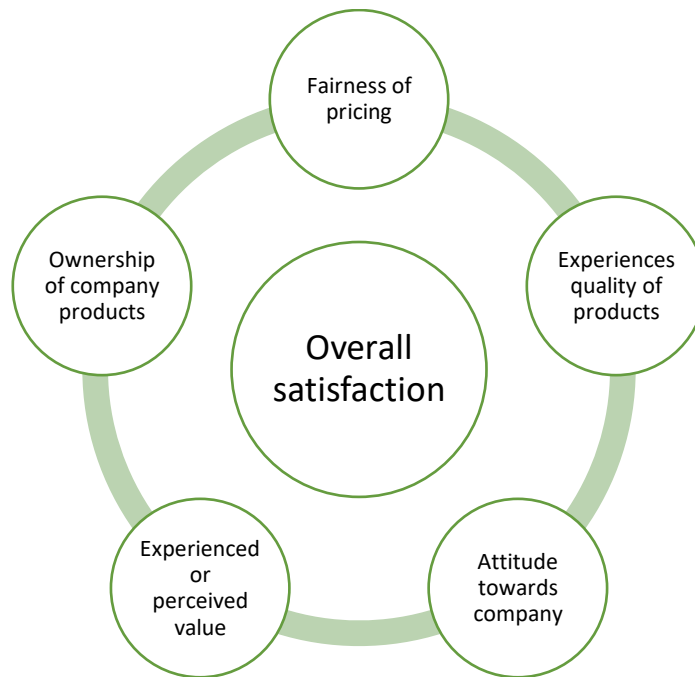 Fairness of
pricing
Experiences
quality of
products
Attitude
towards
company
Experienced
or
perceived
value
Ownership
of company
products
Overall
satisfaction